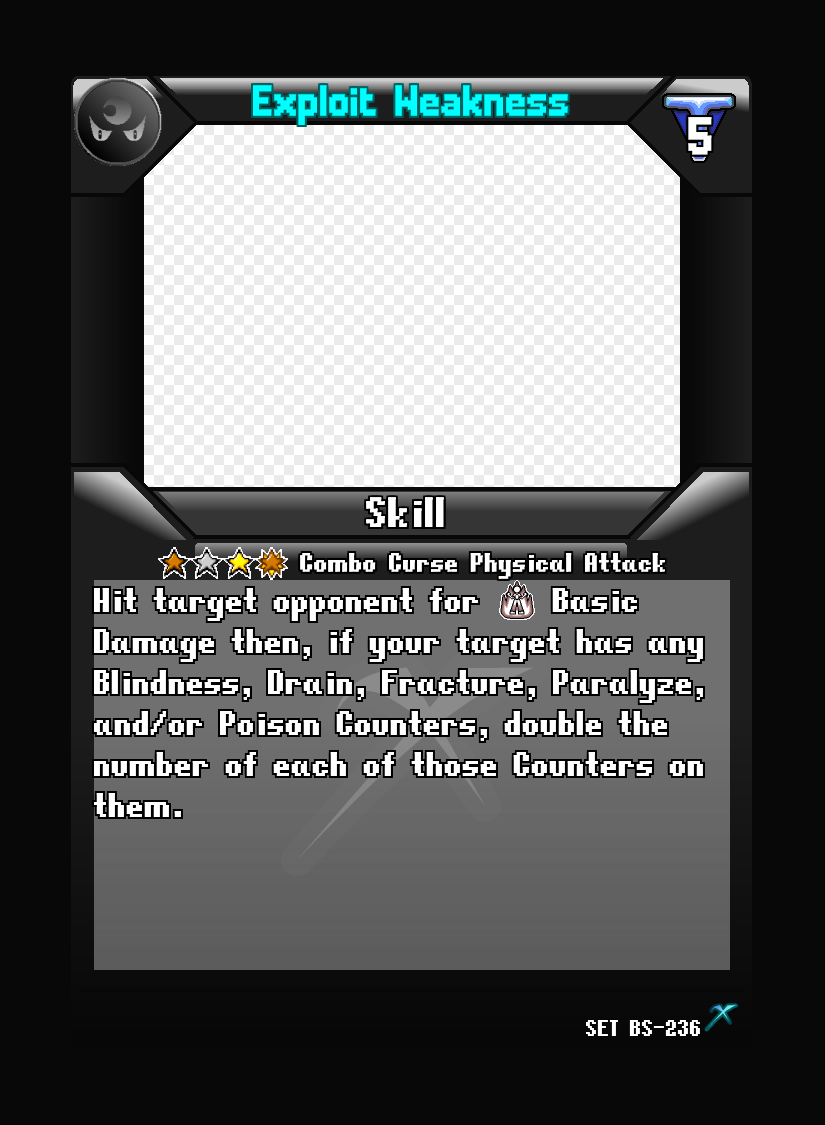 Exploit Weakness
5
Skill
Combo Curse Physical Attack
Hit target opponent for A Basic
Damage then, if your target has any
Blindness, Drain, Fracture, Paralyze,
and/or Poison Counters, double the
number of each of those Counters on
them.
SET BS-236